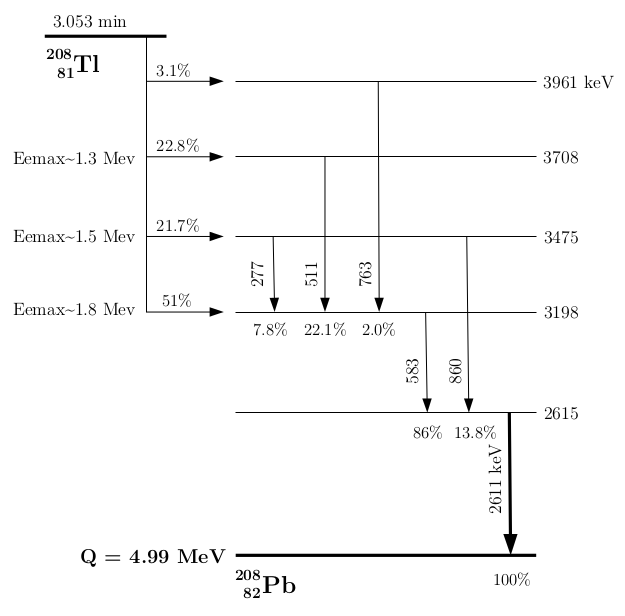 3.053 min
208
81Tl
3.1%
3961 keV
22.8%
Eemax~1.3 Mev
3708
21.7%
Eemax~1.5 Mev
3475
277
511
763
51%
Eemax~1.8 Mev
3198
7.8%
22.1%
2.0%
583
860
2615
86%
13.8%
2611 keV
Q = 4.99 MeV
208
82Pb
100%